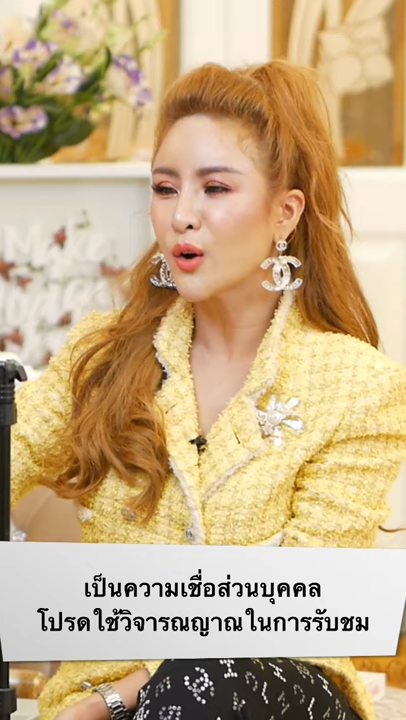 Make
เป็นความเชื่อส่วนบุคคล
โปรดใช้วิจารณญาณในการรับชม